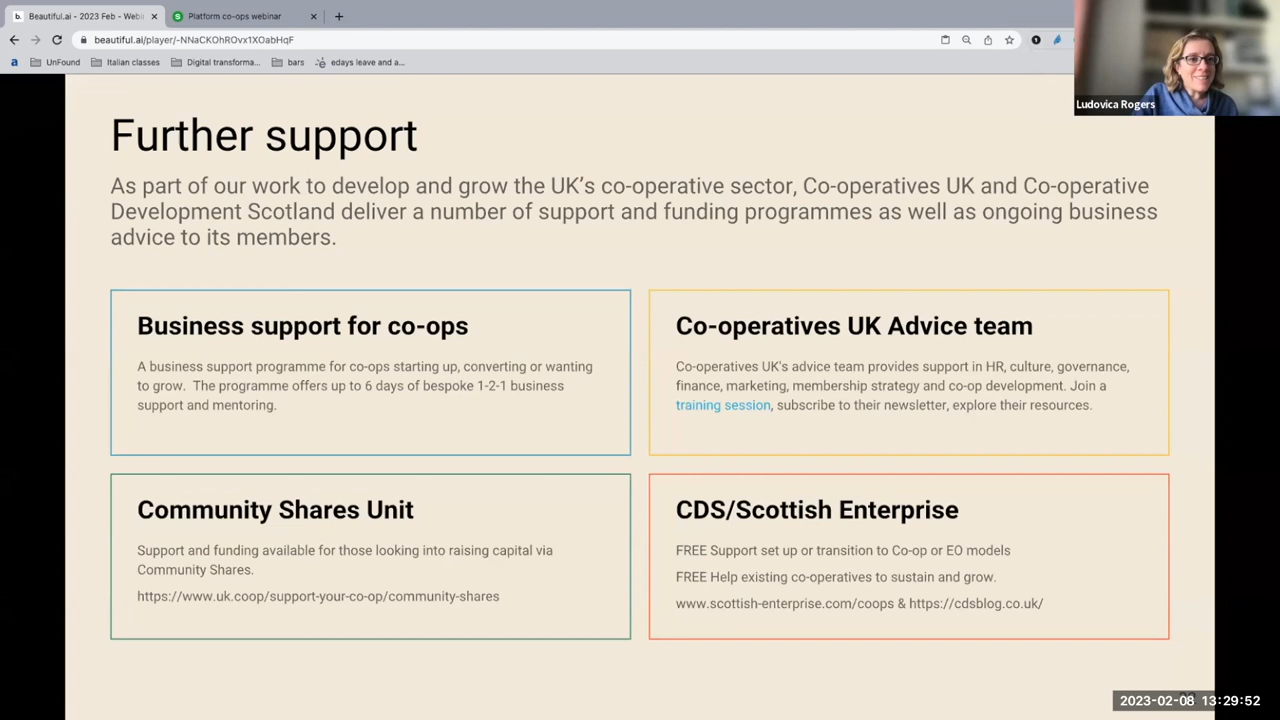 b. Beautiful.ai - 2023 Feb - Webi
S Platform co-ops webinar
beautiful.ai/player/-NNaCKOhROvx1XOabHqF
a UnFound Italian classes Digital transforma... bars edays leave and a...
Ludovica Rogers
Further support
As part of our work to develop and grow the UK's co-operative sector, Co-operatives UK and Co-operative
Development Scotland deliver a number of support and funding programmes as well as ongoing business
advice to its members.
Business support for co-ops
A business support programme for co-ops starting up, converting or wanting
to grow. The programme offers up to 6 days of bespoke 1-2-1 business
support and mentoring.
Co-operatives UK Advice team
Co-operatives UK's advice team provides support in HR, culture, governance,
finance, marketing, membership strategy and co-op development. Join a
training session, subscribe to their newsletter, explore their resources.
Community Shares Unit
Support and funding available for those looking into raising capital via
Community Shares.
https://www.uk.coop/support-your-co-op/community-shares
CDS/Scottish Enterprise
FREE Support set up or transition to Co-op or EO models
FREE Help existing co-operatives to sustain and grow.
www.scottish-enterprise.com/coops & https://cdsblog.co.uk/
2023-02-08 13:29:52